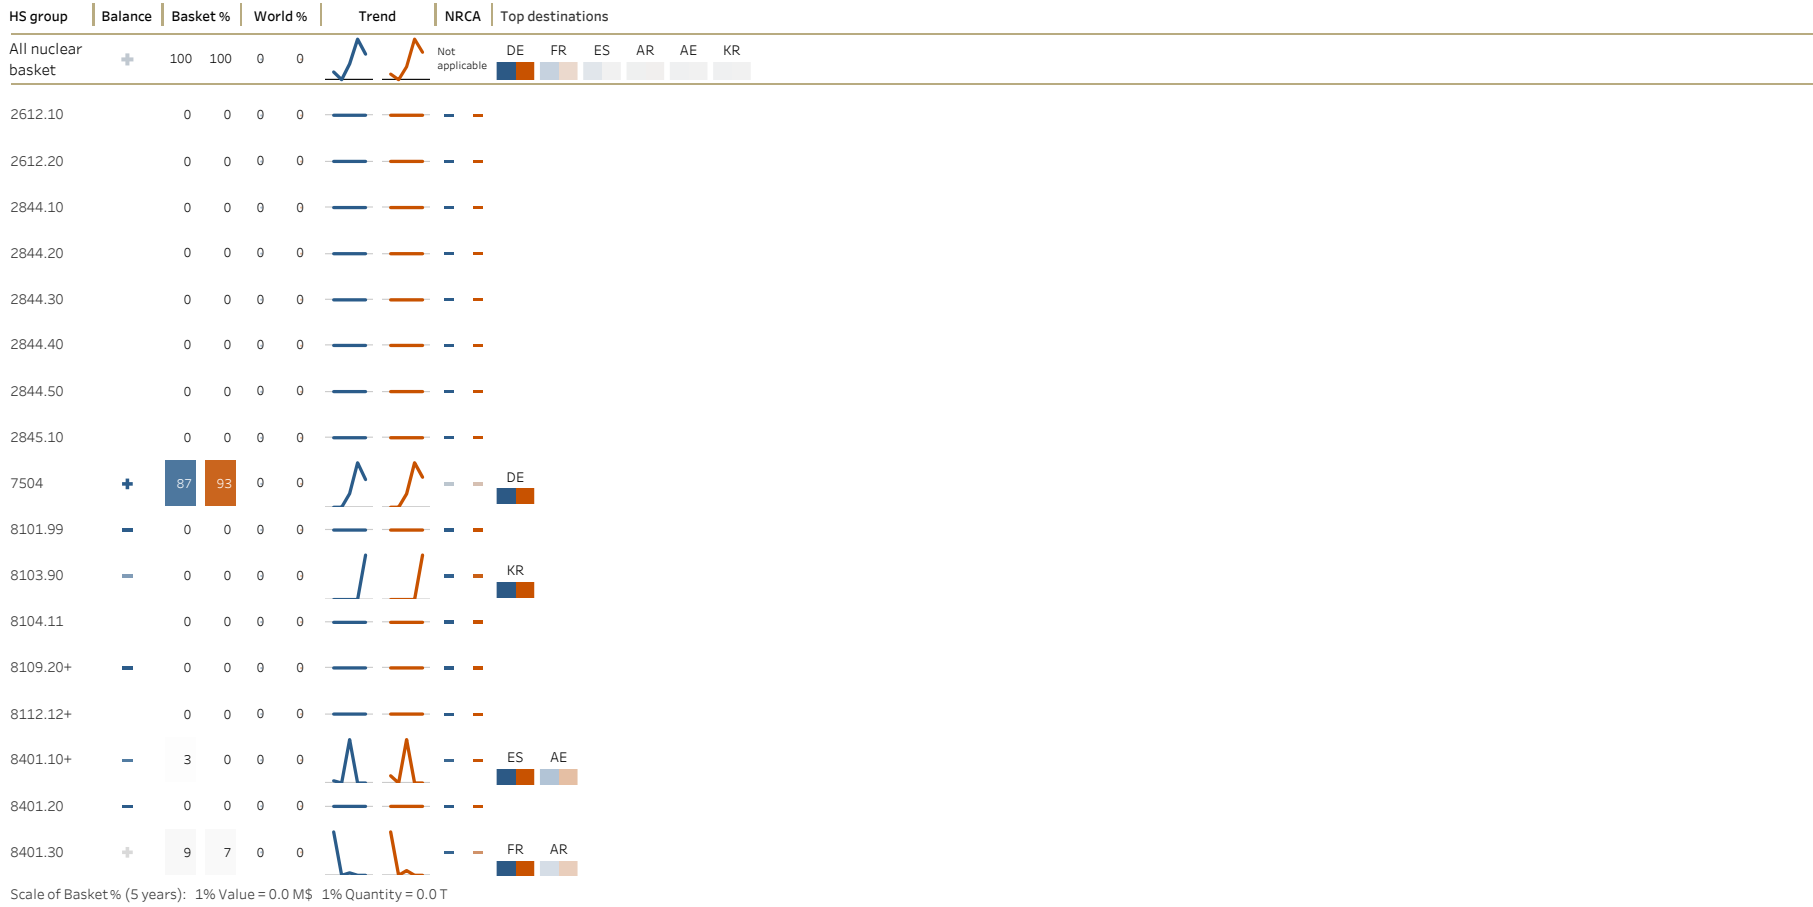 HS group Balance Basket % World % Trend NRCA Top destinations
All nuclear basket 100 100 0 0 Not applicable DE FR ES AR AE KR
2612.10 0 0 0 0
2612.20 0 0 0 0
2844.10 0 0 0 0
2844.20 0 0 0 0
2844.30 0 0 0 0
2844.40 0 0 0 0
2844.50 0 0 0 0
2845.10 0 0 0 0
7504 87 93 0 0 DE
8101.99 0 0 0 0
8103.90 0 0 0 0 KR
8104.11 0 0 0 0
8109.20+ 0 0 0 0
8112.12+ 0 0 0 0
8401.10+ 3 0 0 0 ES AE
8401.20 0 0 0 0
8401.30 9 7 0 0 FR AR
Scale of Basket% (5 years): 1% Value = 0.0 M$ 1% Quantity = 0.0 T